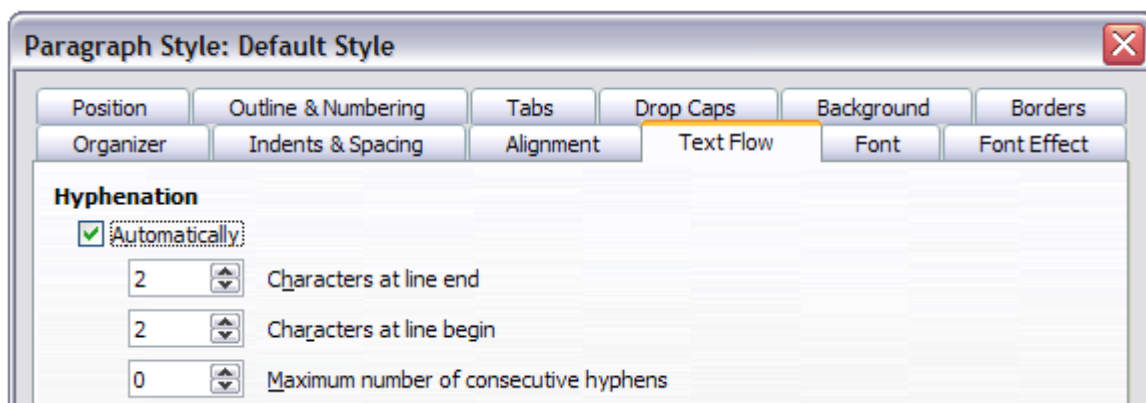 Paragraph Style: Default Style
Position Outline & Numbering Tabs Drop Caps Background Borders
Organizer Indents & Spacing Alignment Text Flow Font Font Effect
Hyphenation
Automatically
2 Characters at line end
2 Characters at line begin
0 Maximum number of consecutive hyphens